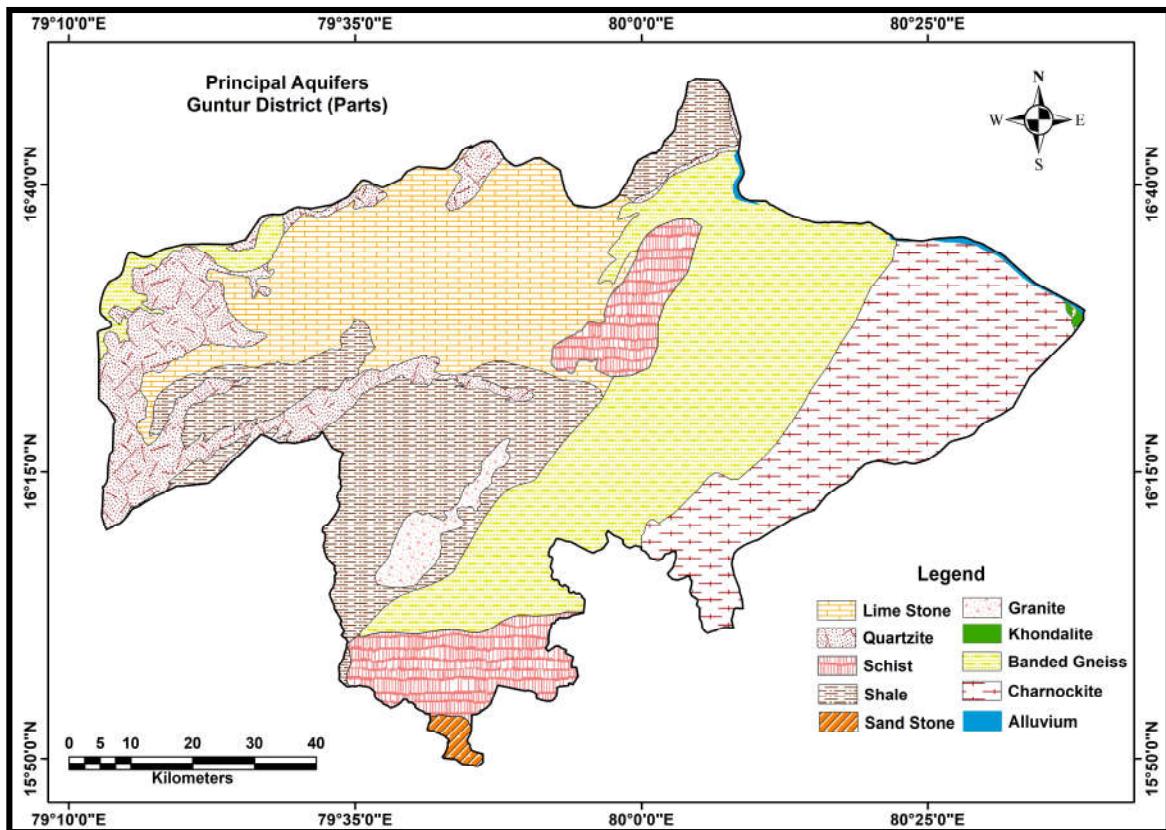 79°10'0"E 79°35'0"E 80°0'0"E 80°25'0"E
Principal Aquifers
Guntur District (Parts)
N
W E
S
16°40'0"N 16°40'0"N
16°15'0"N 16°15'0"N
15°50'0"N 15°50'0"N
Legend
Lime Stone Granite
Quartzite Khondalite
Schist Banded Gneiss
Shale Charnockite
Sand Stone Alluvium
0 5 10 20 30 40
Kilometers
79°10'0"E 79°35'0"E 80°0'0"E 80°25'0"E